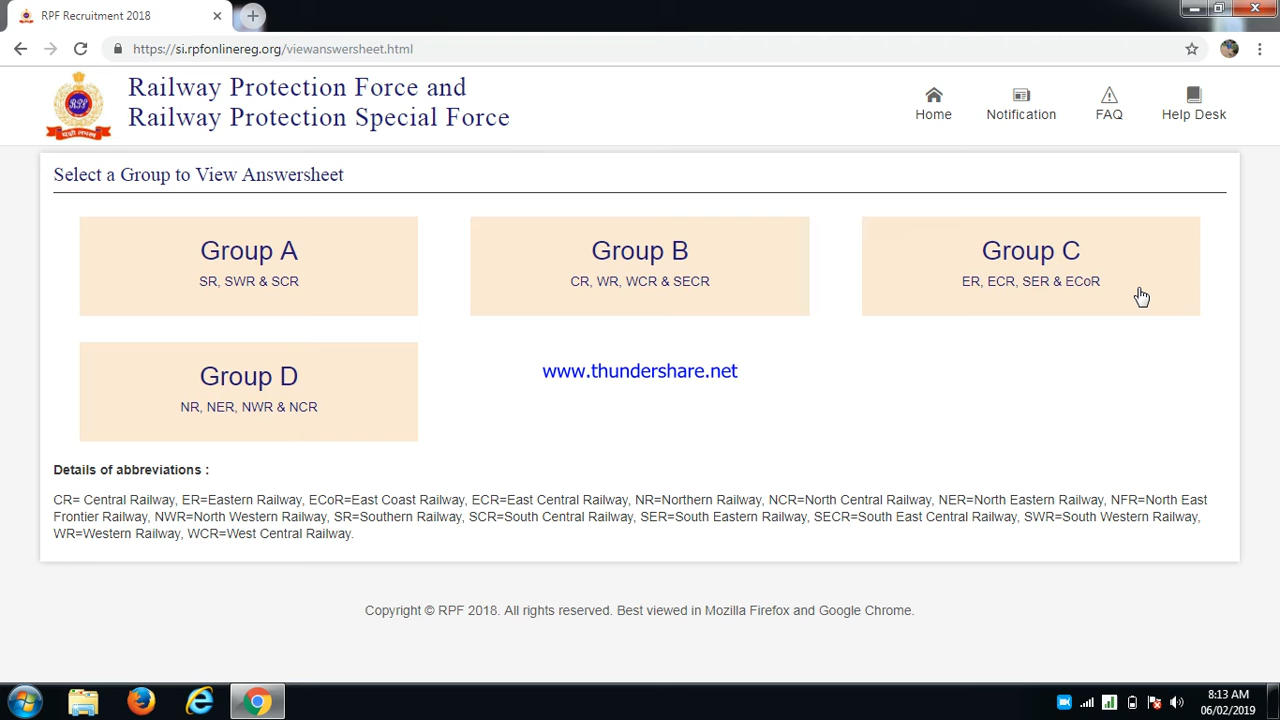 RPF Recruitment 2018
https://si.rpfonlinereg.org/viewanswersheet.html
Railway Protection Force and
Railway Protection Special Force
Home
Notification
FAQ
Help Desk
Select a Group to View Answersheet
Group A
SR, SWR & SCR
Group B
CR, WR, WCR & SECR
Group C
ER, ECR, SER & ECoR
Group D
NR, NER, NWR & NCR
www.thundershare.net
Details of abbreviations :
CR= Central Railway, ER=Eastern Railway, ECoR=East Coast Railway, ECR=East Central Railway, NR=Northern Railway, NCR=North Central Railway, NER=North Eastern Railway, NFR=North East
Frontier Railway, NWR=North Western Railway, SR=Southern Railway, SCR=South Central Railway, SER=South Eastern Railway, SECR=South East Central Railway, SWR=South Western Railway,
WR=Western Railway, WCR=West Central Railway.
Copyright © RPF 2018. All rights reserved. Best viewed in Mozilla Firefox and Google Chrome.
8:13 AM
06/02/2019